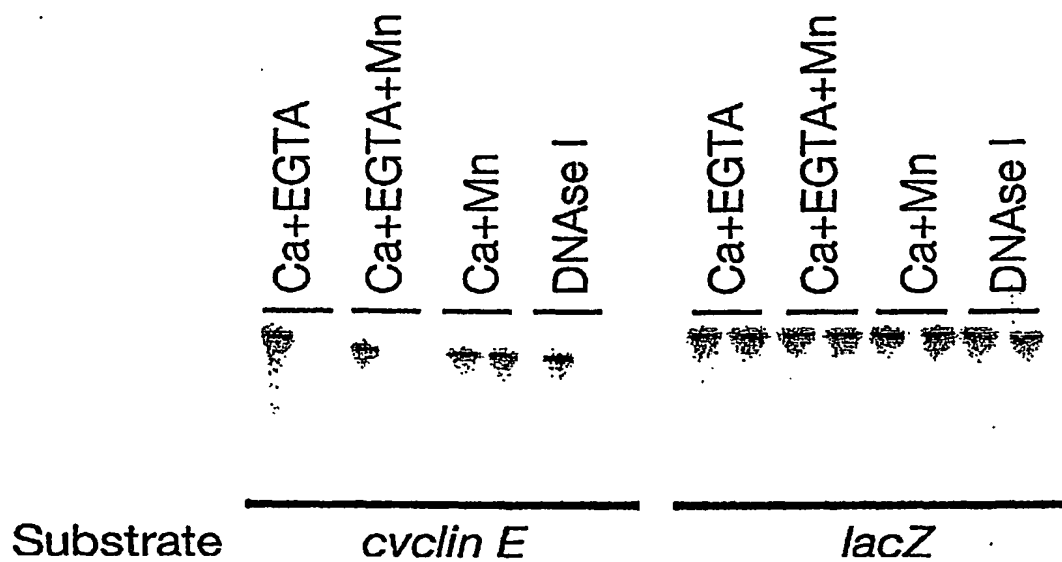 Ca+EGTA
Ca+EGTA+Mn
Ca+Mn
DNAse I
Ca+EGTA
Ca+EGTA+Mn
Ca+Mn
DNAse I
Substrate cvclin E lacZ